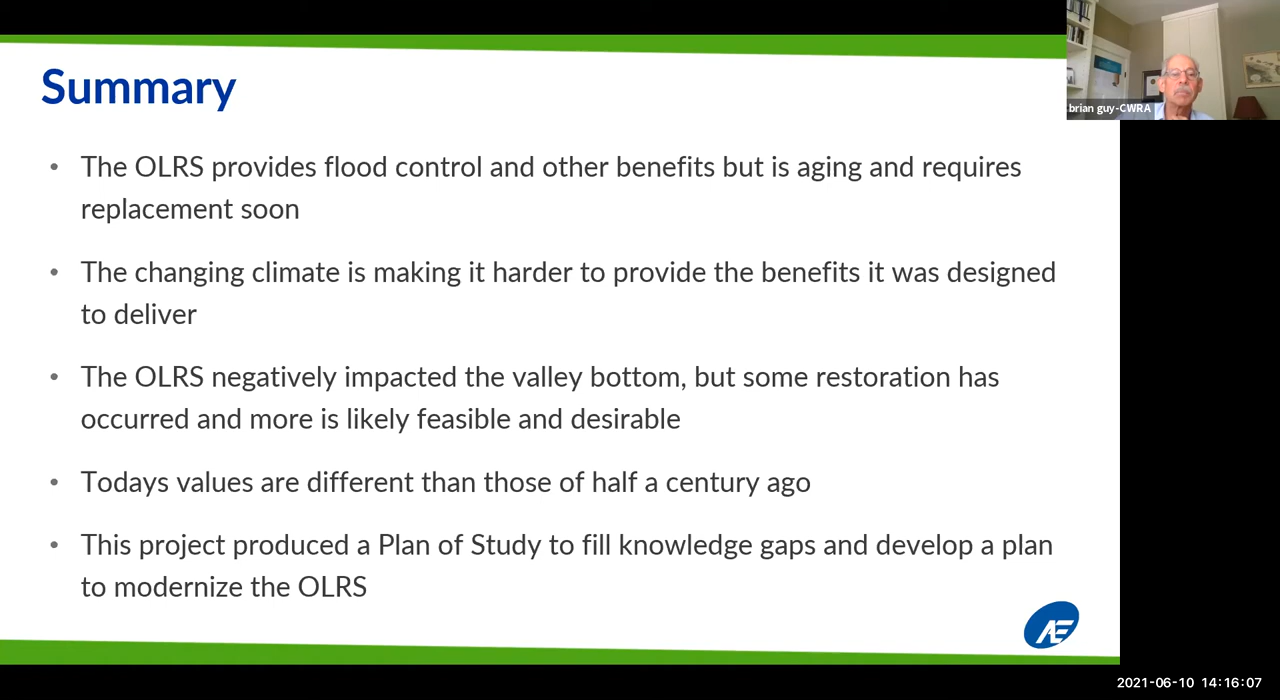 Summary
• The OLRS provides flood control and other benefits but is aging and requires
replacement soon
• The changing climate is making it harder to provide the benefits it was designed
to deliver
• The OLRS negatively impacted the valley bottom, but some restoration has
occurred and more is likely feasible and desirable
• Todays values are different than those of half a century ago
• This project produced a Plan of Study to fill knowledge gaps and develop a plan
to modernize the OLRS
AE
brian guy-CWRA
2021-06-10 14:16:07